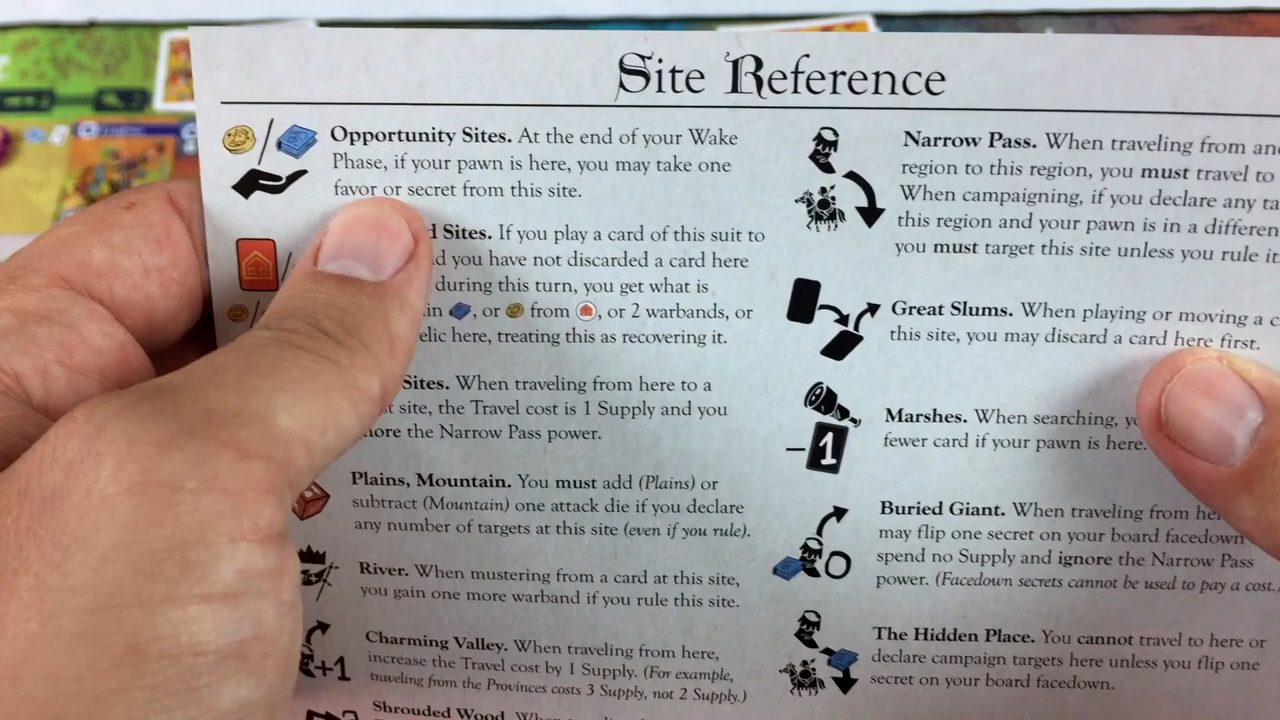 Site Reference
Opportunity Sites. At the end of your Wake
Phase, if your pawn is here, you may take one
favor or secret from this site.
Sites. If you play a card of this suit to
you have not discarded a card here
during this turn, you get what is
or from , or 2 warbands, or
here, treating this as recovering it.
Sites. When traveling from here to a
site, the Travel cost is 1 Supply and you
the Narrow Pass power.
Plains, Mountain. You must add (Plains) or
subtract (Mountain) one attack die if you declare
any number of targets at this site (even if you rule).
River. When mustering from a card at this site,
you gain one more warband if you rule this site.
+1
Charming Valley. When traveling from here,
increase the Travel cost by 1 Supply. (For example,
traveling from the Provinces costs 3 Supply, not 2 Supply.)
Shrouded Wood.
Narrow Pass. When traveling from
region to this region, you must travel to
When campaigning, if you declare any
this region and your pawn is in a
you must target this site unless you rule
Great Slums. When playing or moving a
this site, you may discard a card here first.
-1
Marshes. When searching,
fewer card if your pawn is here.
Buried Giant. When traveling from
may flip one secret on your board facedown
spend no Supply and ignore the Narrow Pass
power. (Facedown secrets cannot be used to pay a cost.
0
The Hidden Place. You cannot travel to here or
declare campaign targets here unless you flip one
secret on your board facedown.